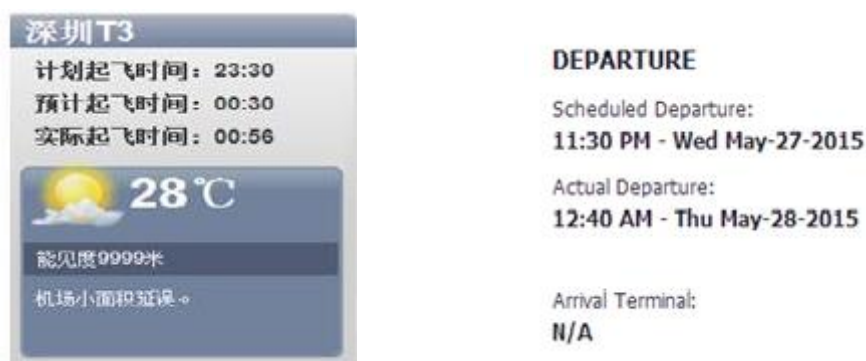 深圳T3
计划起飞时间：23:30
预计起飞时间：00:30
实际起飞时间：00:56
28℃
能见度9999米
机场小面积延误。
DEPARTURE
Scheduled Departure:
11:30 PM - Wed May-27-2015
Actual Departure:
12:40 AM - Thu May-28-2015
Arrival Terminal:
N/A